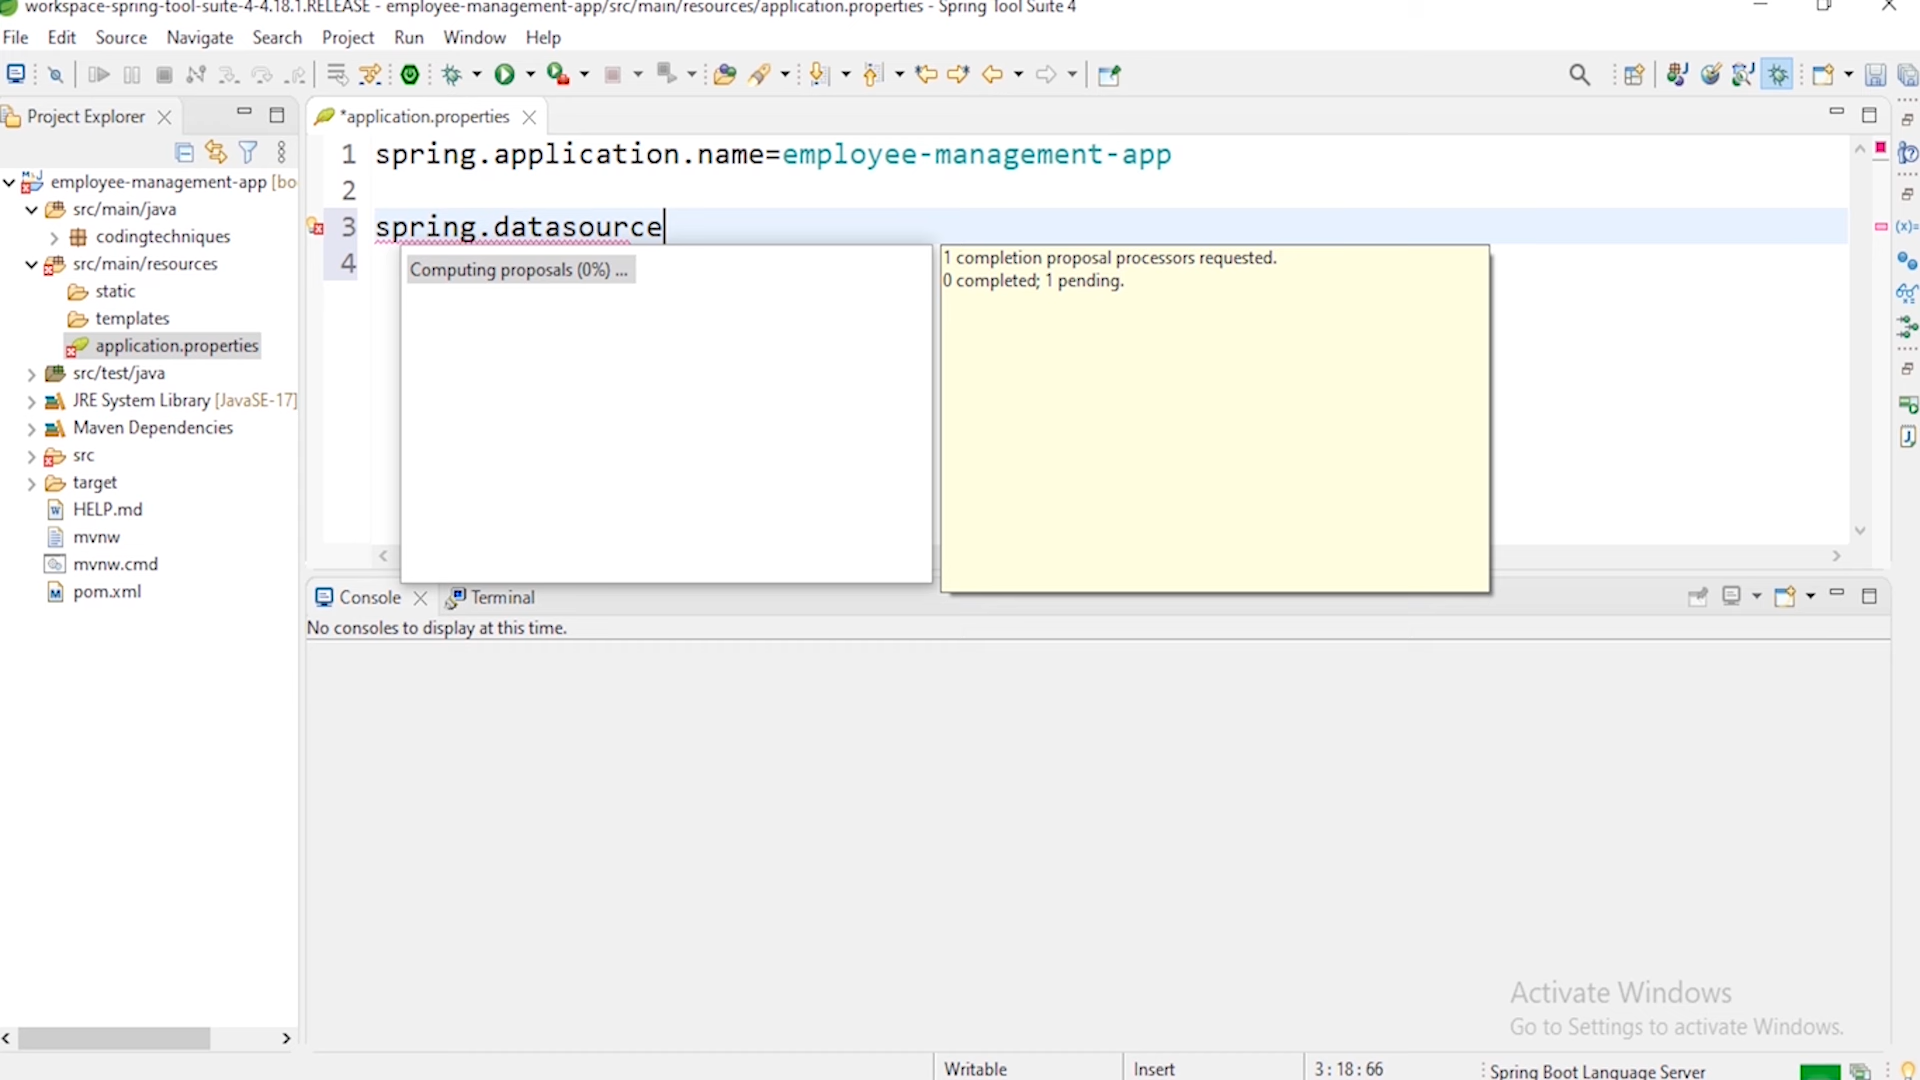 workspace-spring-tool-suite-4-4.18.1.RELEASE - employee-management-app/src/main/resources/application.properties - Spring Tool Suite 4
File Edit Source Navigate Search Project Run Window Help
Project Explorer
*application.properties
1 spring.application.name=employee-management-app
2
3 spring.datasource
4
Computing proposals (0%) ...
1 completion proposal processors requested.
0 completed; 1 pending.
employee-management-app [bo
src/main/java
codingtechniques
src/main/resources
static
templates
application.properties
src/test/java
JRE System Library [JavaSE-17]
Maven Dependencies
src
target
HELP.md
mvnw
mvnw.cmd
pom.xml
Console Terminal
No consoles to display at this time.
Activate Windows
Go to Settings to activate Windows.
Writable Insert 3 : 18 : 66 Spring Boot Language Server